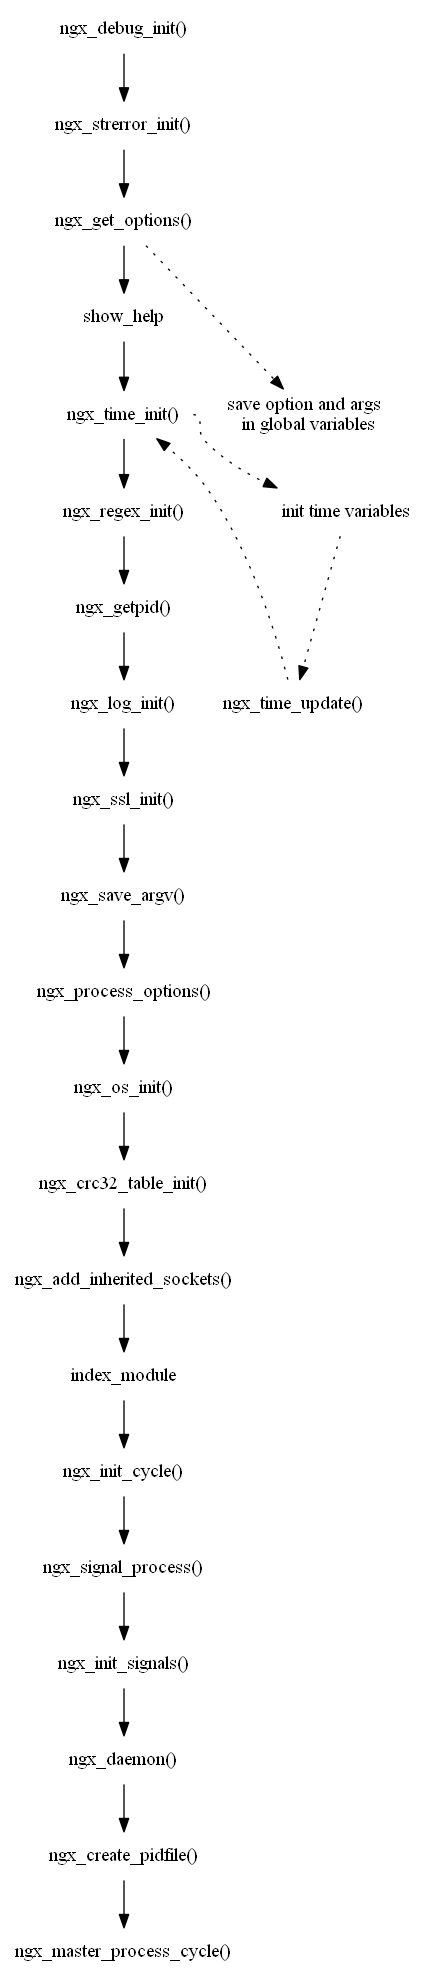 ngx_debug_init()
ngx_strerror_init()
ngx_get_options()
show_help
save option and args
in global variables
ngx_time_init()
init time variables
ngx_regex_init()
ngx_getpid()
ngx_log_init()
ngx_time_update()
ngx_ssl_init()
ngx_save_argv()
ngx_process_options()
ngx_os_init()
ngx_crc32_table_init()
ngx_add_inherited_sockets()
index_module
ngx_init_cycle()
ngx_signal_process()
ngx_init_signals()
ngx_daemon()
ngx_create_pidfile()
ngx_master_process_cycle()